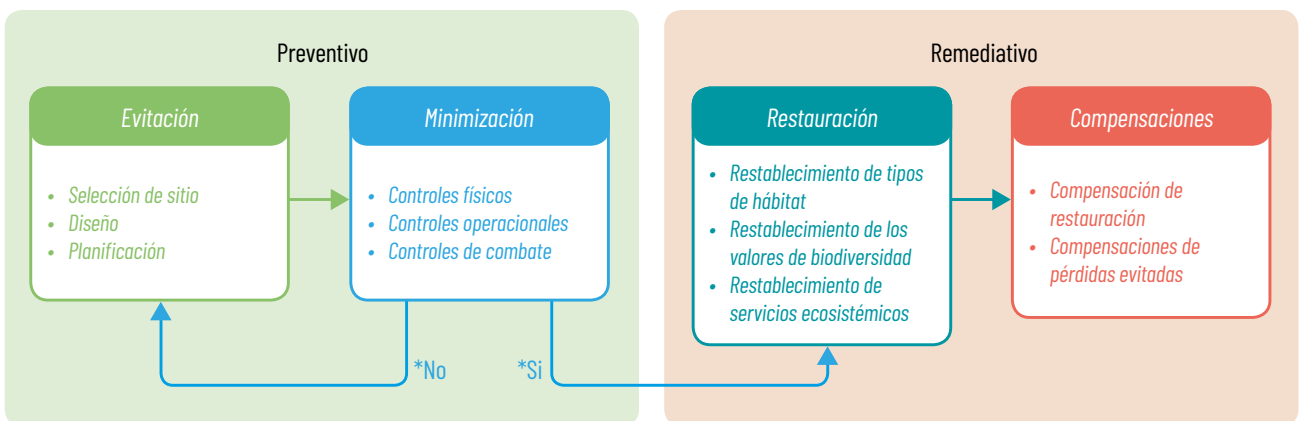 Preventivo
Evitación
• Selección de sitio
• Diseño
• Planificación
Minimización
• Controles físicos
• Controles operacionales
• Controles de combate
*No
*Si
Remediativo
Restauración
• Restablecimiento de tipos
de hábitat
• Restablecimiento de los
valores de biodiversidad
• Restablecimiento de
servicios ecosistémicos
Compensaciones
• Compensación de
restauración
• Compensaciones de
pérdidas evitadas